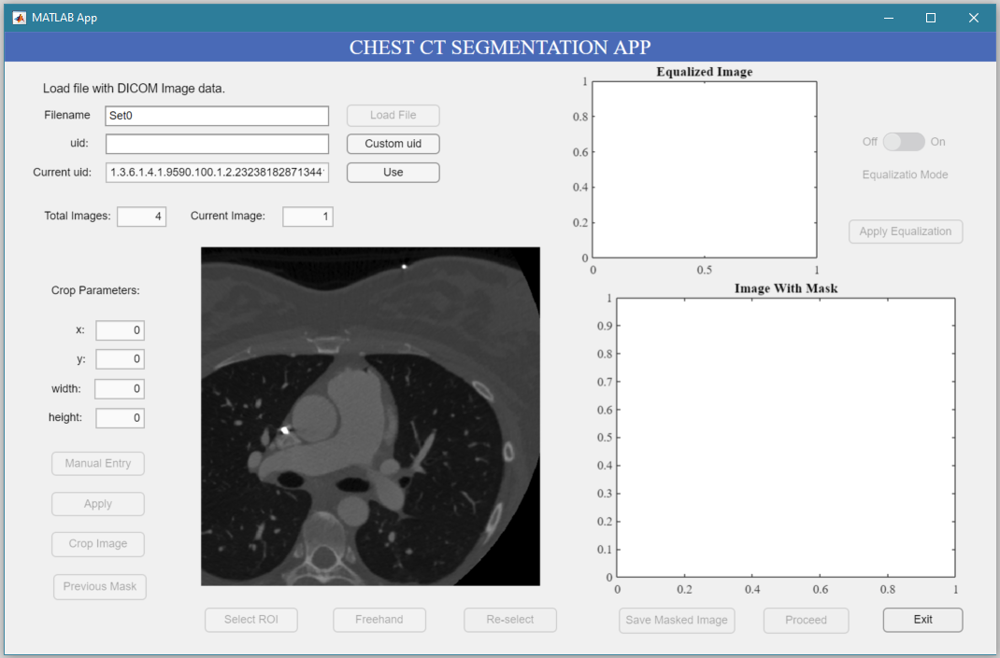 MATLAB App
CHEST CT SEGMENTATION APP
Load file with DICOM Image data.
Filename Set0 Load File
uid: Custom uid
Current uid: 1.3.6.1.4.1.9590.100.1.2.23238182871344 Use
Total Images: 4 Current Image: 1
Crop Parameters:
x: 0
y: 0
width: 0
height: 0
Manual Entry
Apply
Crop Image
Previous Mask
Select ROI Freehand Re-select
Equalized Image
1
0.8
0.6
0.4
0.2
0
0 0.5 1
Off On
Equalizatio Mode
Apply Equalization
Image With Mask
1
0.9
0.8
0.7
0.6
0.5
0.4
0.3
0.2
0.1
0
0 0.2 0.4 0.6 0.8 1
Save Masked Image Proceed Exit